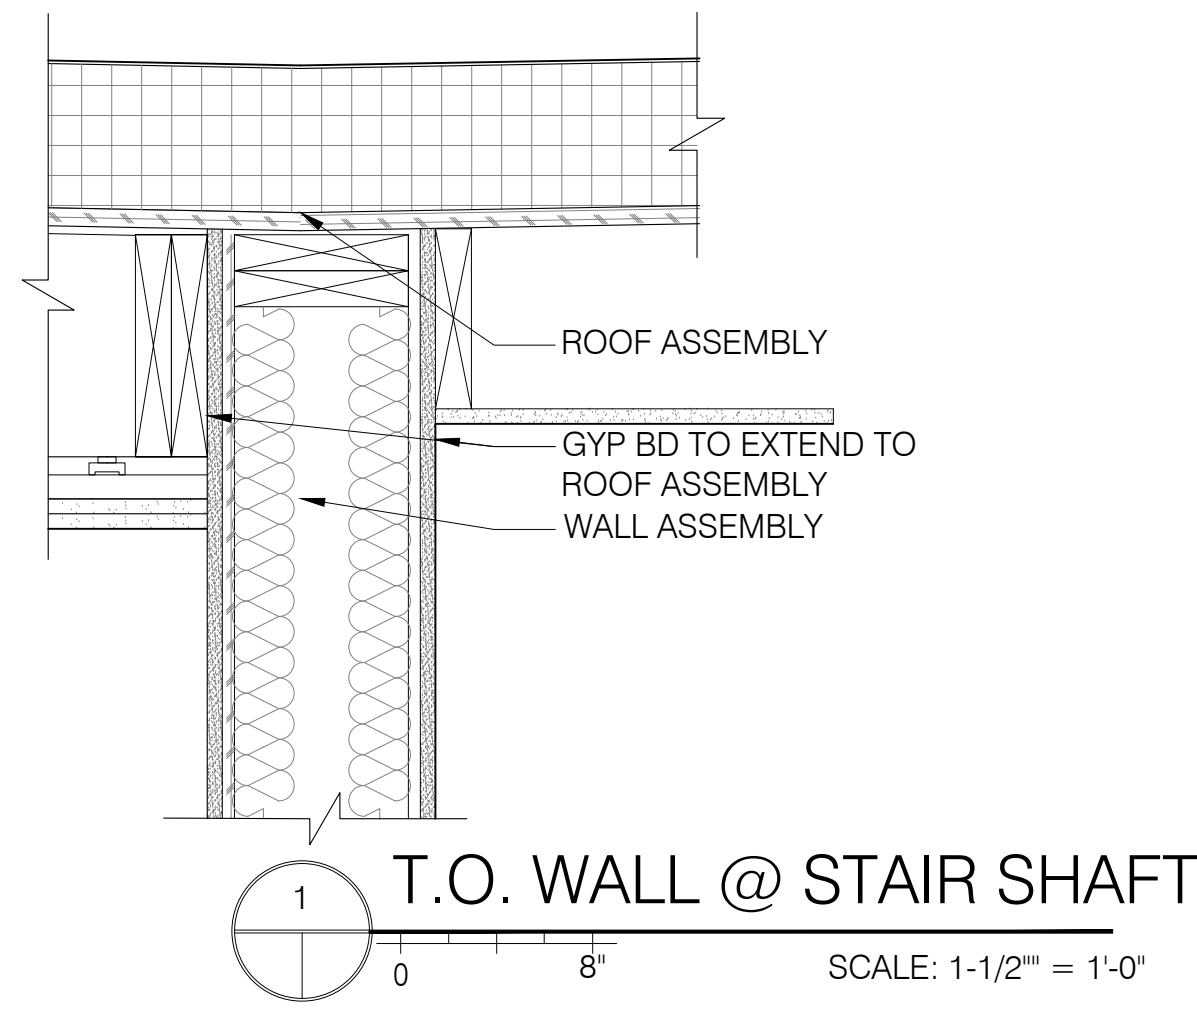 ROOF ASSEMBLY
GYP BD TO EXTEND TO
ROOF ASSEMBLY
WALL ASSEMBLY
1
T.O. WALL @ STAIR SHAFT
0
8"
SCALE: 1-1/2"" = 1'-0"